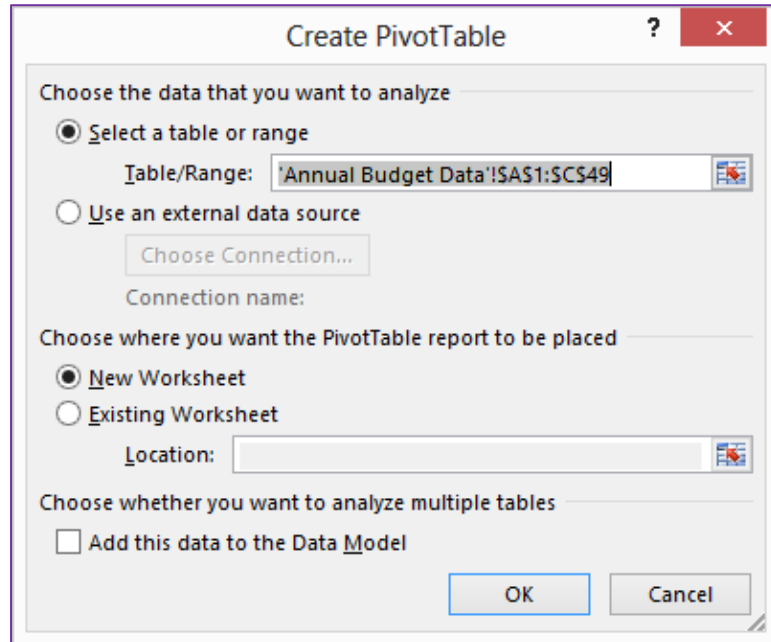 Create PivotTable
?
×
Choose the data that you want to analyze
Select a table or range
Table/Range: 'Annual Budget Data'!$A$1:$C$49
Use an external data source
Choose Connection...
Connection name:
Choose where you want the PivotTable report to be placed
New Worksheet
Existing Worksheet
Location:
Choose whether you want to analyze multiple tables
Add this data to the Data Model
OK
Cancel